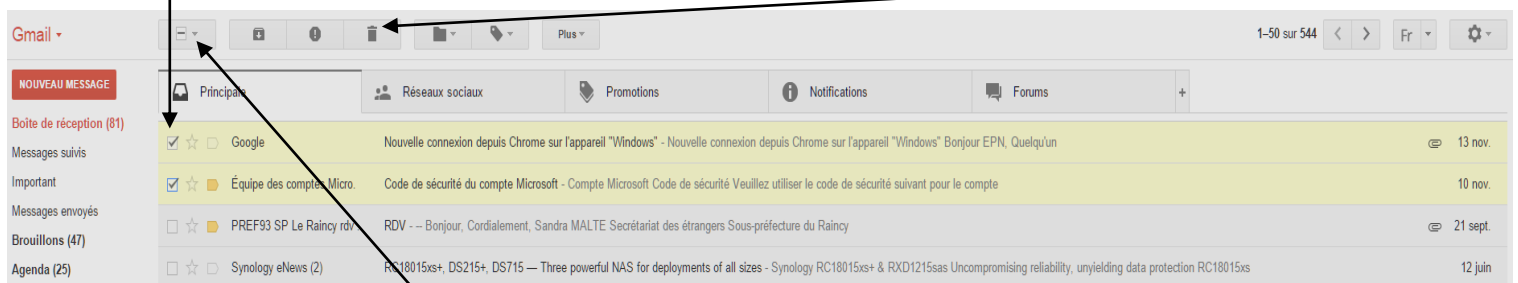 Gmail
Plus
1–50 sur 544
Fr
NOUVEAU MESSAGE
Principale
Réseaux sociaux
Promotions
Notifications
Forums
+
Boîte de réception (81)
Messages suivis
Important
Messages envoyés
Brouillons (47)
Agenda (25)
Google Nouvelle connexion depuis Chrome sur l'appareil "Windows" - Nouvelle connexion depuis Chrome sur l'appareil "Windows" Bonjour EPN, Quelqu'un 13 nov.
Équipe des comptes Micro. Code de sécurité du compte Microsoft - Compte Microsoft Code de sécurité Veuillez utiliser le code de sécurité suivant pour le compte 10 nov.
PREF93 SP Le Raincy rdv RDV - – Bonjour, Cordialement, Sandra MALTE Secrétariat des étrangers Sous-préfecture du Raincy 21 sept.
Synology eNews (2) RC18015xs+, DS215+, DS715 — Three powerful NAS for deployments of all sizes - Synology RC18015xs+ & RXD1215sas Uncompromising reliability, unyielding data protection RC18015xs 12 juin